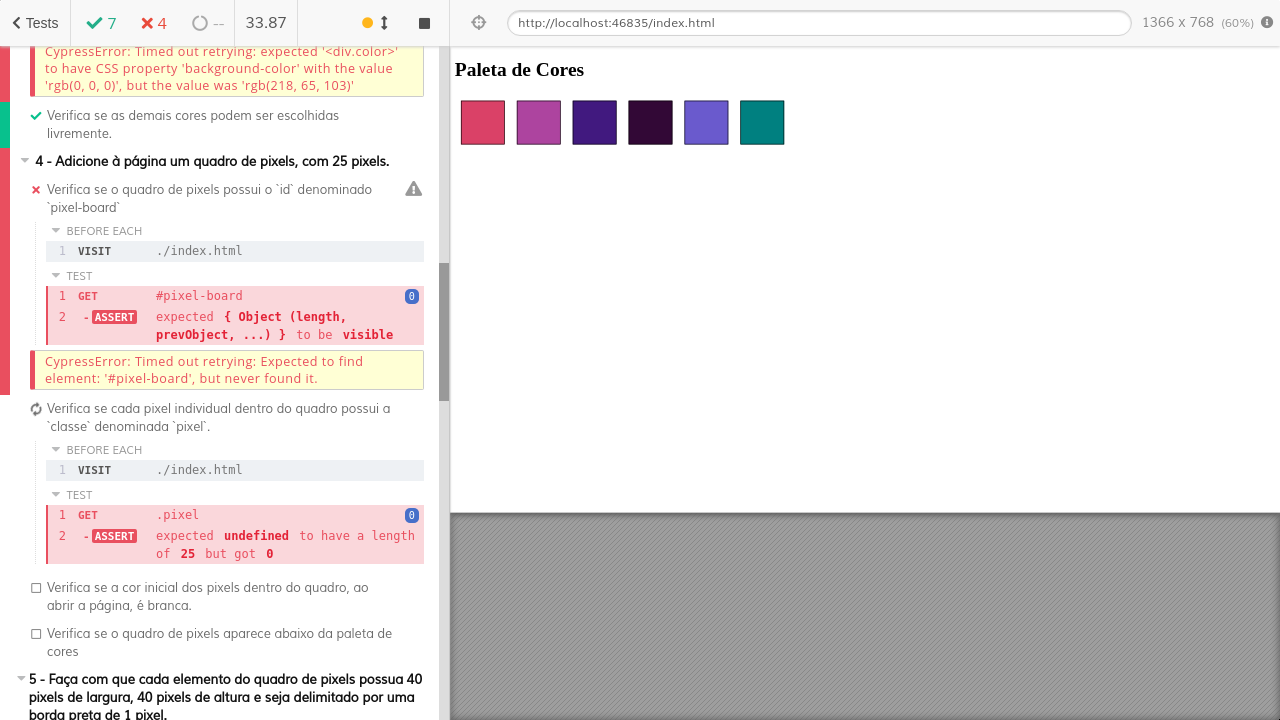 Tests 7 4 -- 33.87 http://localhost:46835/index.html 1366 x 768 (60%)
CypressError: Timed out retrying: expected '<div.color>'
to have CSS property 'background-color' with the value
'rgb(0, 0, 0)', but the value was 'rgb(218, 65, 103)'
Verifica se as demais cores podem ser escolhidas
livremente.
4 - Adicione à página um quadro de pixels, com 25 pixels.
Verifica se o quadro de pixels possui o `id` denominado
`pixel-board`
BEFORE EACH
1 VISIT ./index.html
TEST
1 GET #pixel-board 0
2 -ASSERT expected { Object (length,
prevObject, ...) } to be visible
CypressError: Timed out retrying: Expected to find
element: '#pixel-board', but never found it.
Verifica se cada pixel individual dentro do quadro possui a
`classe` denominada `pixel`.
BEFORE EACH
1 VISIT ./index.html
TEST
1 GET .pixel 0
2 -ASSERT expected undefined to have a length
of 25 but got 0
Verifica se a cor inicial dos pixels dentro do quadro, ao
abrir a página, é branca.
Verifica se o quadro de pixels aparece abaixo da paleta de
cores
5 - Faça com que cada elemento do quadro de pixels possua 40
pixels de largura, 40 pixels de altura e seja delimitado por uma
borda preta de 1 pixel.
Paleta de Cores